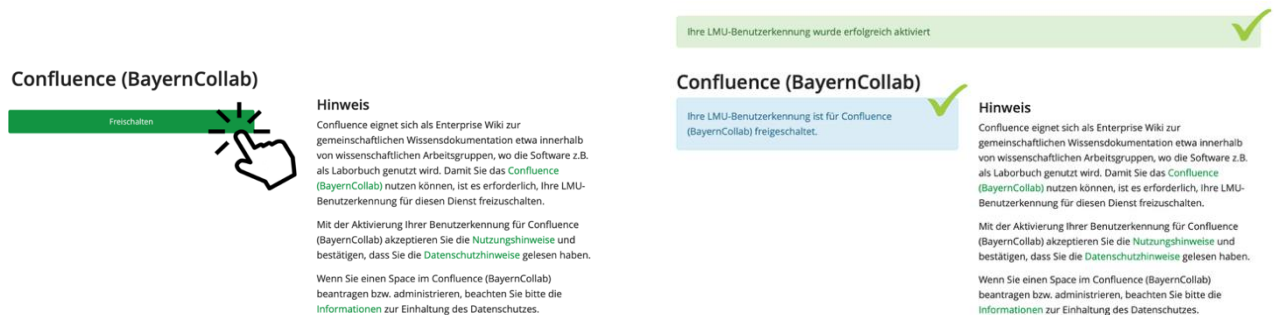 Confluence (BayernCollab)
Freischalten
Hinweis
Confluence eignet sich als Enterprise Wiki zur
gemeinschaftlichen Wissensdokumentation etwa innerhalb
von wissenschaftlichen Arbeitsgruppen, wo die Software z.B.
als Laborbuch genutzt wird. Damit Sie das Confluence
(BayernCollab) nutzen können, ist es erforderlich, Ihre LMU-
Benutzerkennung für diesen Dienst freizuschalten.
Mit der Aktivierung Ihrer Benutzerkennung für Confluence
(BayernCollab) akzeptieren Sie die Nutzungshinweise und
bestätigen, dass Sie die Datenschutzhinweise gelesen haben.
Wenn Sie einen Space im Confluence (BayernCollab)
beantragen bzw. administrieren, beachten Sie bitte die
Informationen zur Einhaltung des Datenschutzes.
Ihre LMU-Benutzerkennung wurde erfolgreich aktiviert
Confluence (BayernCollab)
Ihre LMU-Benutzerkennung ist für Confluence
(BayernCollab) freigeschaltet.
Hinweis
Confluence eignet sich als Enterprise Wiki zur
gemeinschaftlichen Wissensdokumentation etwa innerhalb
von wissenschaftlichen Arbeitsgruppen, wo die Software z.B.
als Laborbuch genutzt wird. Damit Sie das Confluence
(BayernCollab) nutzen können, ist es erforderlich, Ihre LMU-
Benutzerkennung für diesen Dienst freizuschalten.
Mit der Aktivierung Ihrer Benutzerkennung für Confluence
(BayernCollab) akzeptieren Sie die Nutzungshinweise und
bestätigen, dass Sie die Datenschutzhinweise gelesen haben.
Wenn Sie einen Space im Confluence (BayernCollab)
beantragen bzw. administrieren, beachten Sie bitte die
Informationen zur Einhaltung des Datenschutzes.